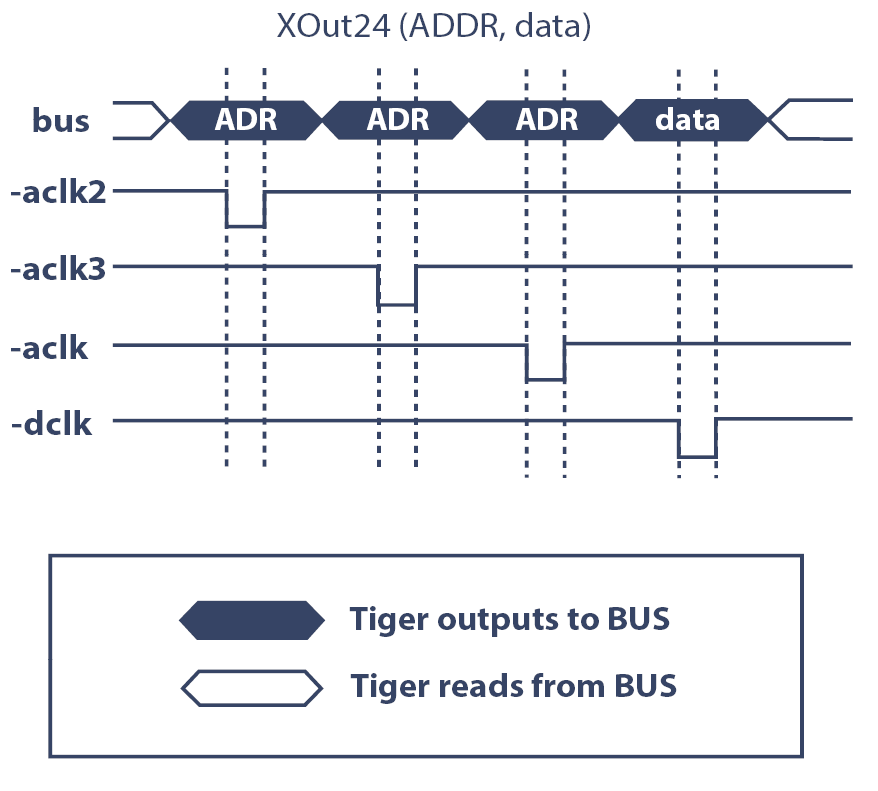 XOut24 (ADDR, data)
bus ADR ADR ADR data
-aclk2
-aclk3
-aclk
-dclk
Tiger outputs to BUS
Tiger reads from BUS